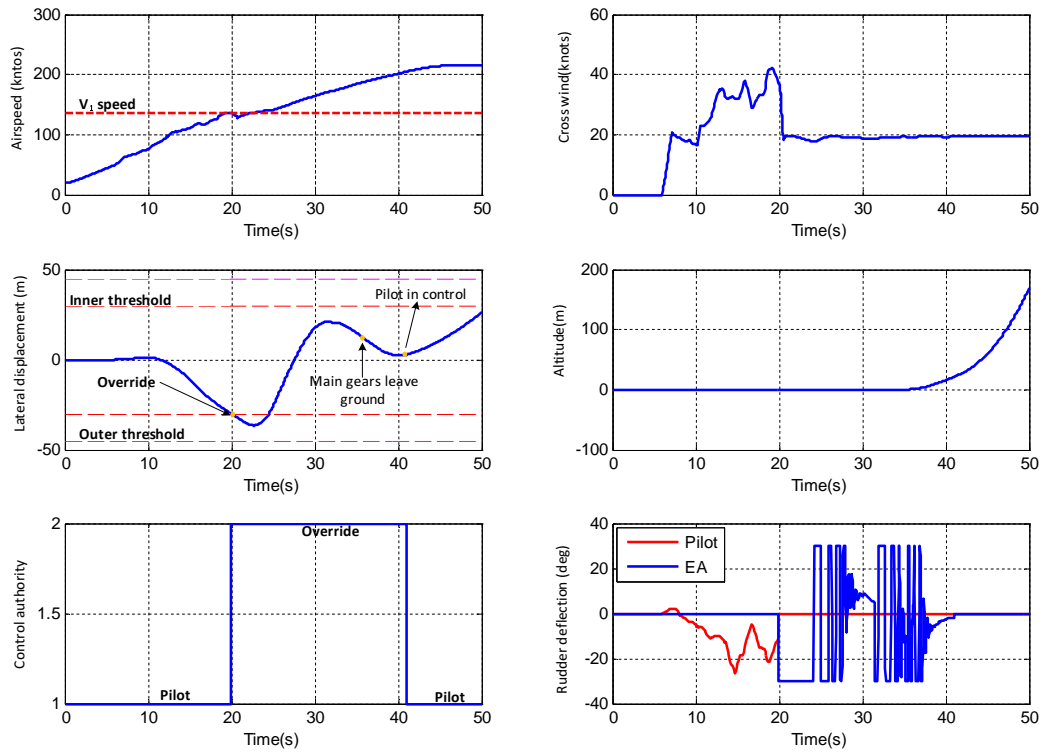 300
200
100
0
Airspeed (kntos)
V1 speed
0 10 20 30 40 50
Time(s)
60
40
20
0
Cross wind(knots)
0 10 20 30 40 50
Time(s)
50
0
-50
Lateral displacement (m)
Inner threshold
Pilot in control
Override
Main gears leave
ground
Outer threshold
0 10 20 30 40 50
Time(s)
200
100
0
-100
Altitude(m)
0 10 20 30 40 50
Time(s)
2
1.5
1
Control authority
Override
Pilot
Pilot
0 10 20 30 40 50
Time(s)
40
20
0
-20
-40
Rudder deflection (deg)
Pilot
EA
0 10 20 30 40 50
Time(s)